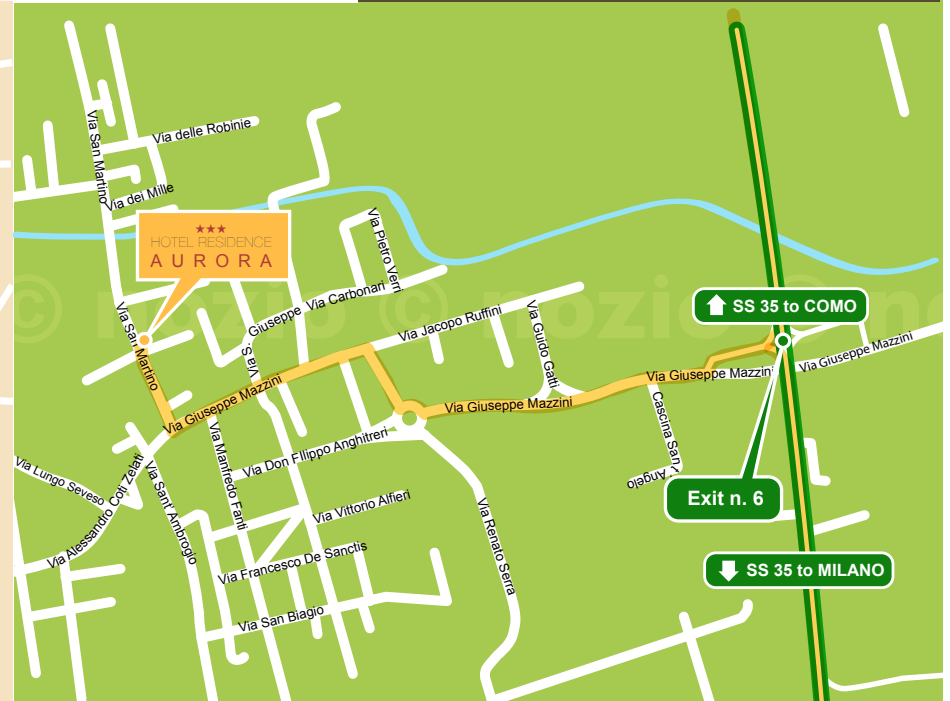 Via San Martino
Via delle Robinie
Via dei Mille
★★★
HOTEL RESIDENCE
AURORA
Via Pietro Verri
Giuseppe
Via Carbonari
SS 35 to COMO
© nozio © nozio © no
Via San Martino
Via S.
Via Jacopo Ruffini
Via Guido Gatti
Via Giuseppe Mazzini
Via Giuseppe Mazzini
Via Giuseppe Mazzini
Via Giuseppe Mazzini
Cascina San
Angelo
Via Manfredo Fanti
Via Don FIlippo Anghitreri
Via Lungo Seveso
Via Alessandro Coti Zelati
Via Sant' Ambrogio
Via Vittorio Alfieri
Via Renato Serra
Exit n. 6
Via Francesco De Sanctis
SS 35 to MILANO
Via San Biagio